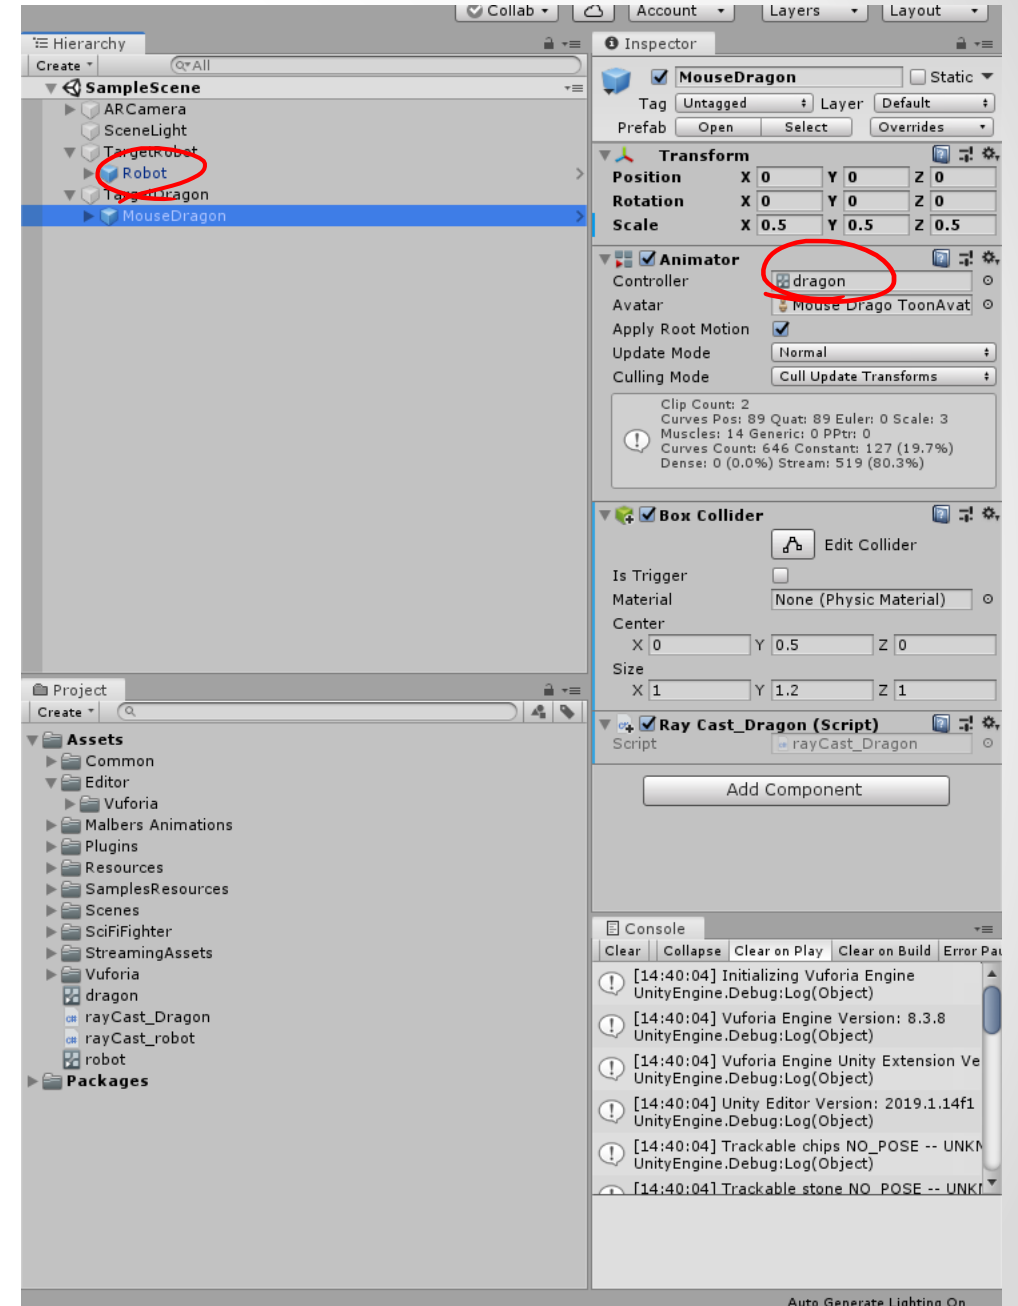 Collab
Account
Layers
Layout
Hierarchy
Create
All
SampleScene
ARCamera
SceneLight
TargetRobot
Robot
TargetDragon
MouseDragon
Inspector
MouseDragon
Static
Tag Untagged Layer Default
Prefab Open Select Overrides
Transform
Position X 0 Y 0 Z 0
Rotation X 0 Y 0 Z 0
Scale X 0.5 Y 0.5 Z 0.5
Animator
Controller dragon
Avatar Mouse Drago ToonAvat
Apply Root Motion
Update Mode Normal
Culling Mode Cull Update Transforms
Clip Count: 2
Curves Pos: 89 Quat: 89 Euler: 0 Scale: 3
Muscles: 14 Generic: 0 PPtr: 0
Curves Count: 646 Constant: 127 (19.7%)
Dense: 0 (0.0%) Stream: 519 (80.3%)
Box Collider
Edit Collider
Is Trigger
Material None (Physic Material)
Center
X 0 Y 0.5 Z 0
Size
X 1 Y 1.2 Z 1
Ray Cast_Dragon (Script)
Script rayCast_Dragon
Add Component
Project
Create
Assets
Common
Editor
Vuforia
Malbers Animations
Plugins
Resources
SamplesResources
Scenes
SciFiFighter
StreamingAssets
Vuforia
dragon
rayCast_Dragon
rayCast_robot
robot
Packages
Console
Clear Collapse Clear on Play Clear on Build Error Pau
[14:40:04] Initializing Vuforia Engine
UnityEngine.Debug:Log(Object)
[14:40:04] Vuforia Engine Version: 8.3.8
UnityEngine.Debug:Log(Object)
[14:40:04] Vuforia Engine Unity Extension Ve
UnityEngine.Debug:Log(Object)
[14:40:04] Unity Editor Version: 2019.1.14f1
UnityEngine.Debug:Log(Object)
[14:40:04] Trackable chips NO_POSE -- UNKN
UnityEngine.Debug:Log(Object)
[14:40:04] Trackable stone NO_POSE -- UNKN
Auto Generate Lighting On